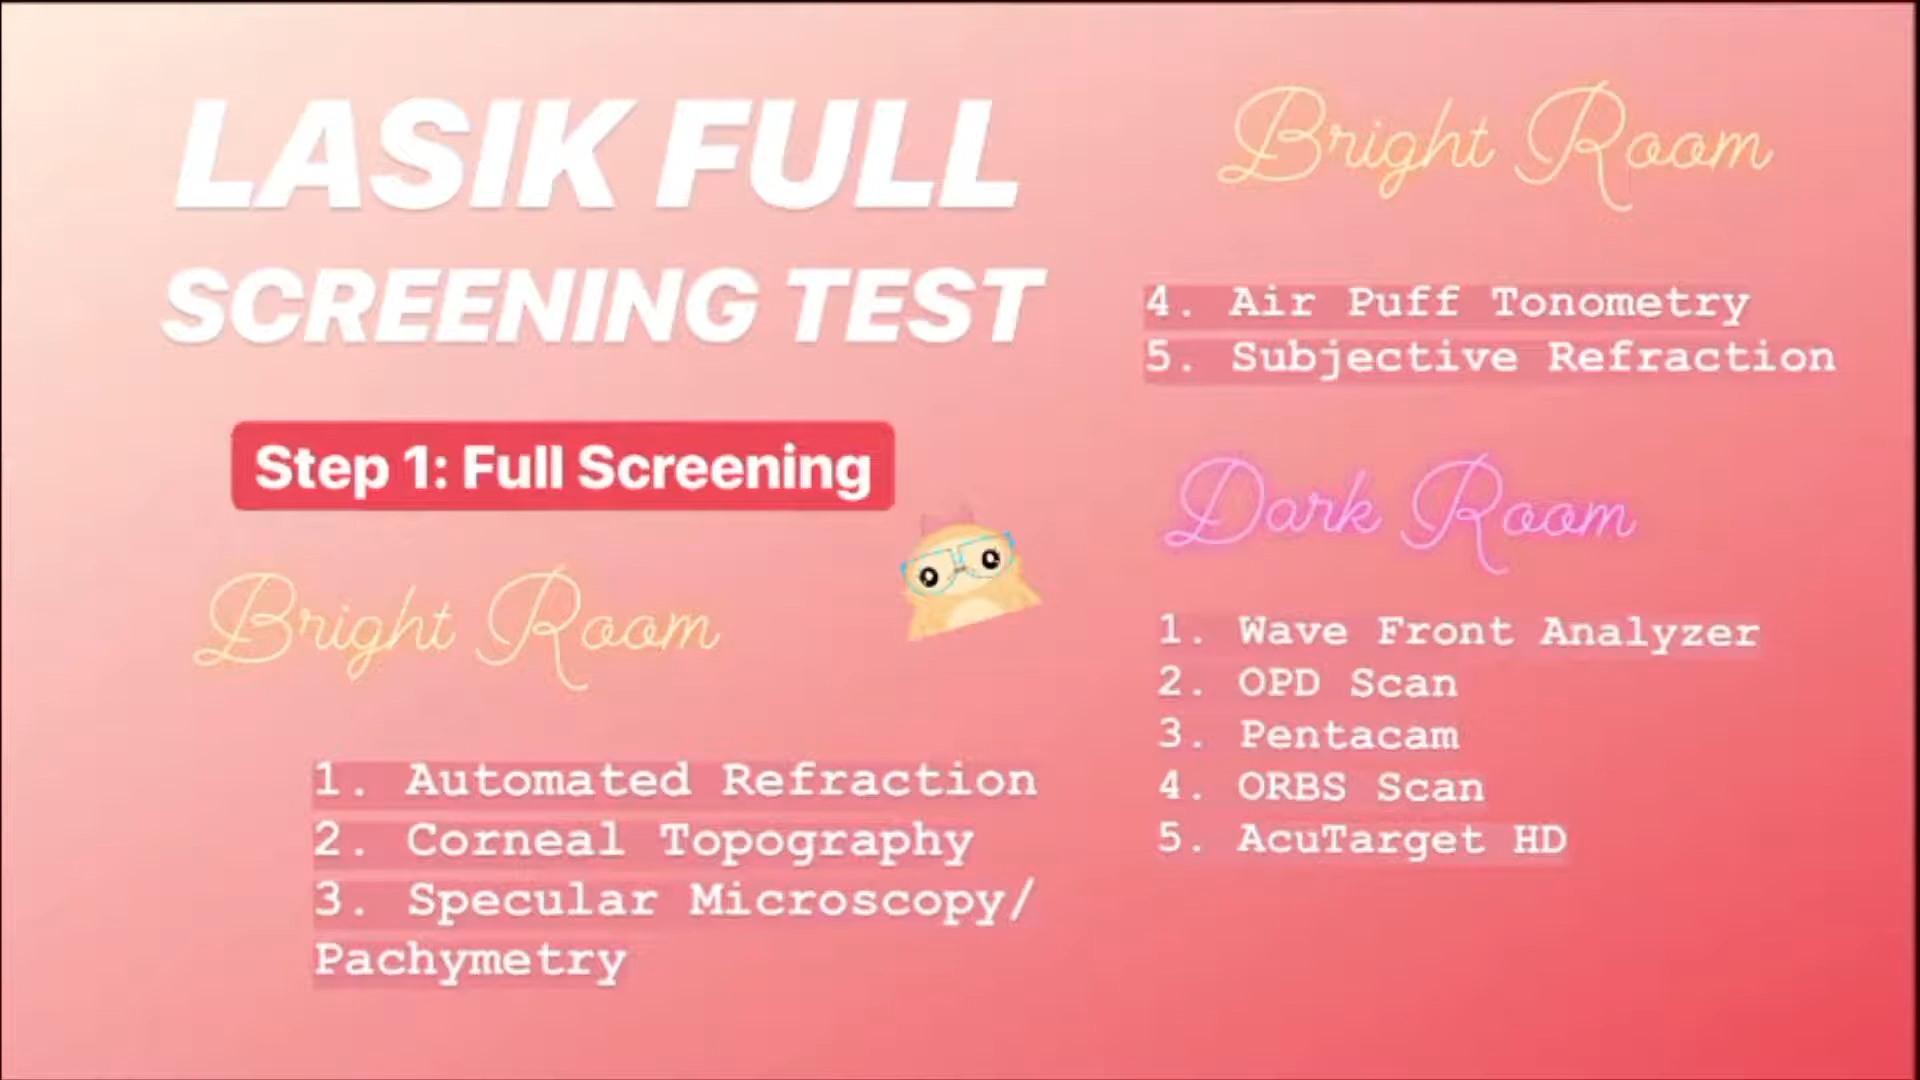 LASIK FULL
SCREENING TEST
Step 1: Full Screening
Bright Room
1. Automated Refraction
2. Corneal Topography
3. Specular Microscopy/
Pachymetry
Bright Room
4. Air Puff Tonometry
5. Subjective Refraction
Dark Room
1. Wave Front Analyzer
2. OPD Scan
3. Pentacam
4. ORBS Scan
5. AcuTarget HD